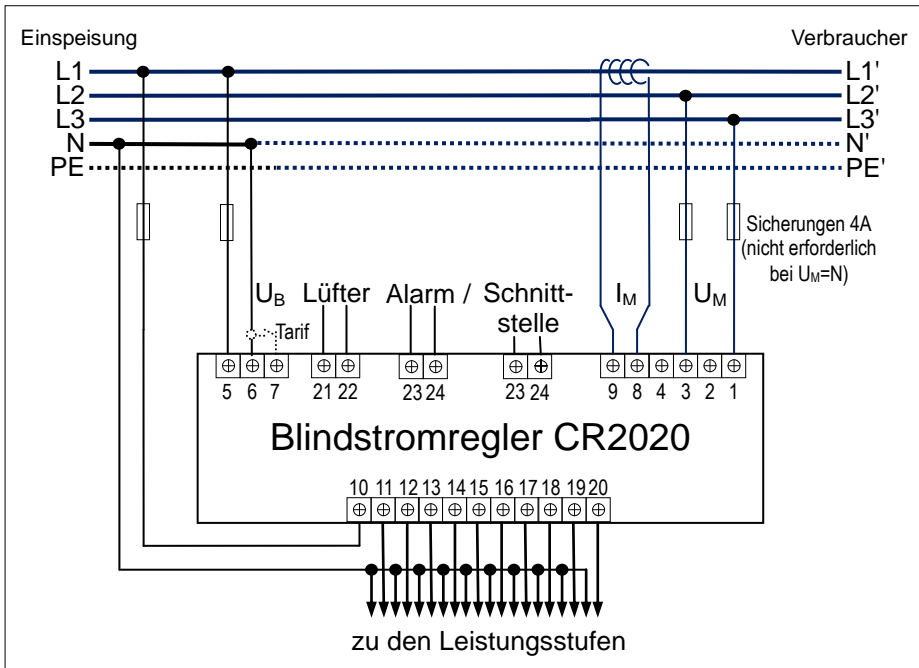 Einspeisung Verbraucher
L1 L1'
L2 L2'
L3 L3'
N N'
PE PE'
Sicherungen 4A
(nicht erforderlich
bei UM=N)
UB Lüfter Alarm / Schnitt-
stelle IM UM
Tarif
5 6 7 21 22 23 24 23 24 9 8 4 3 2 1
Blindstromregler CR2020
10 11 12 13 14 15 16 17 18 19 20
zu den Leistungsstufen